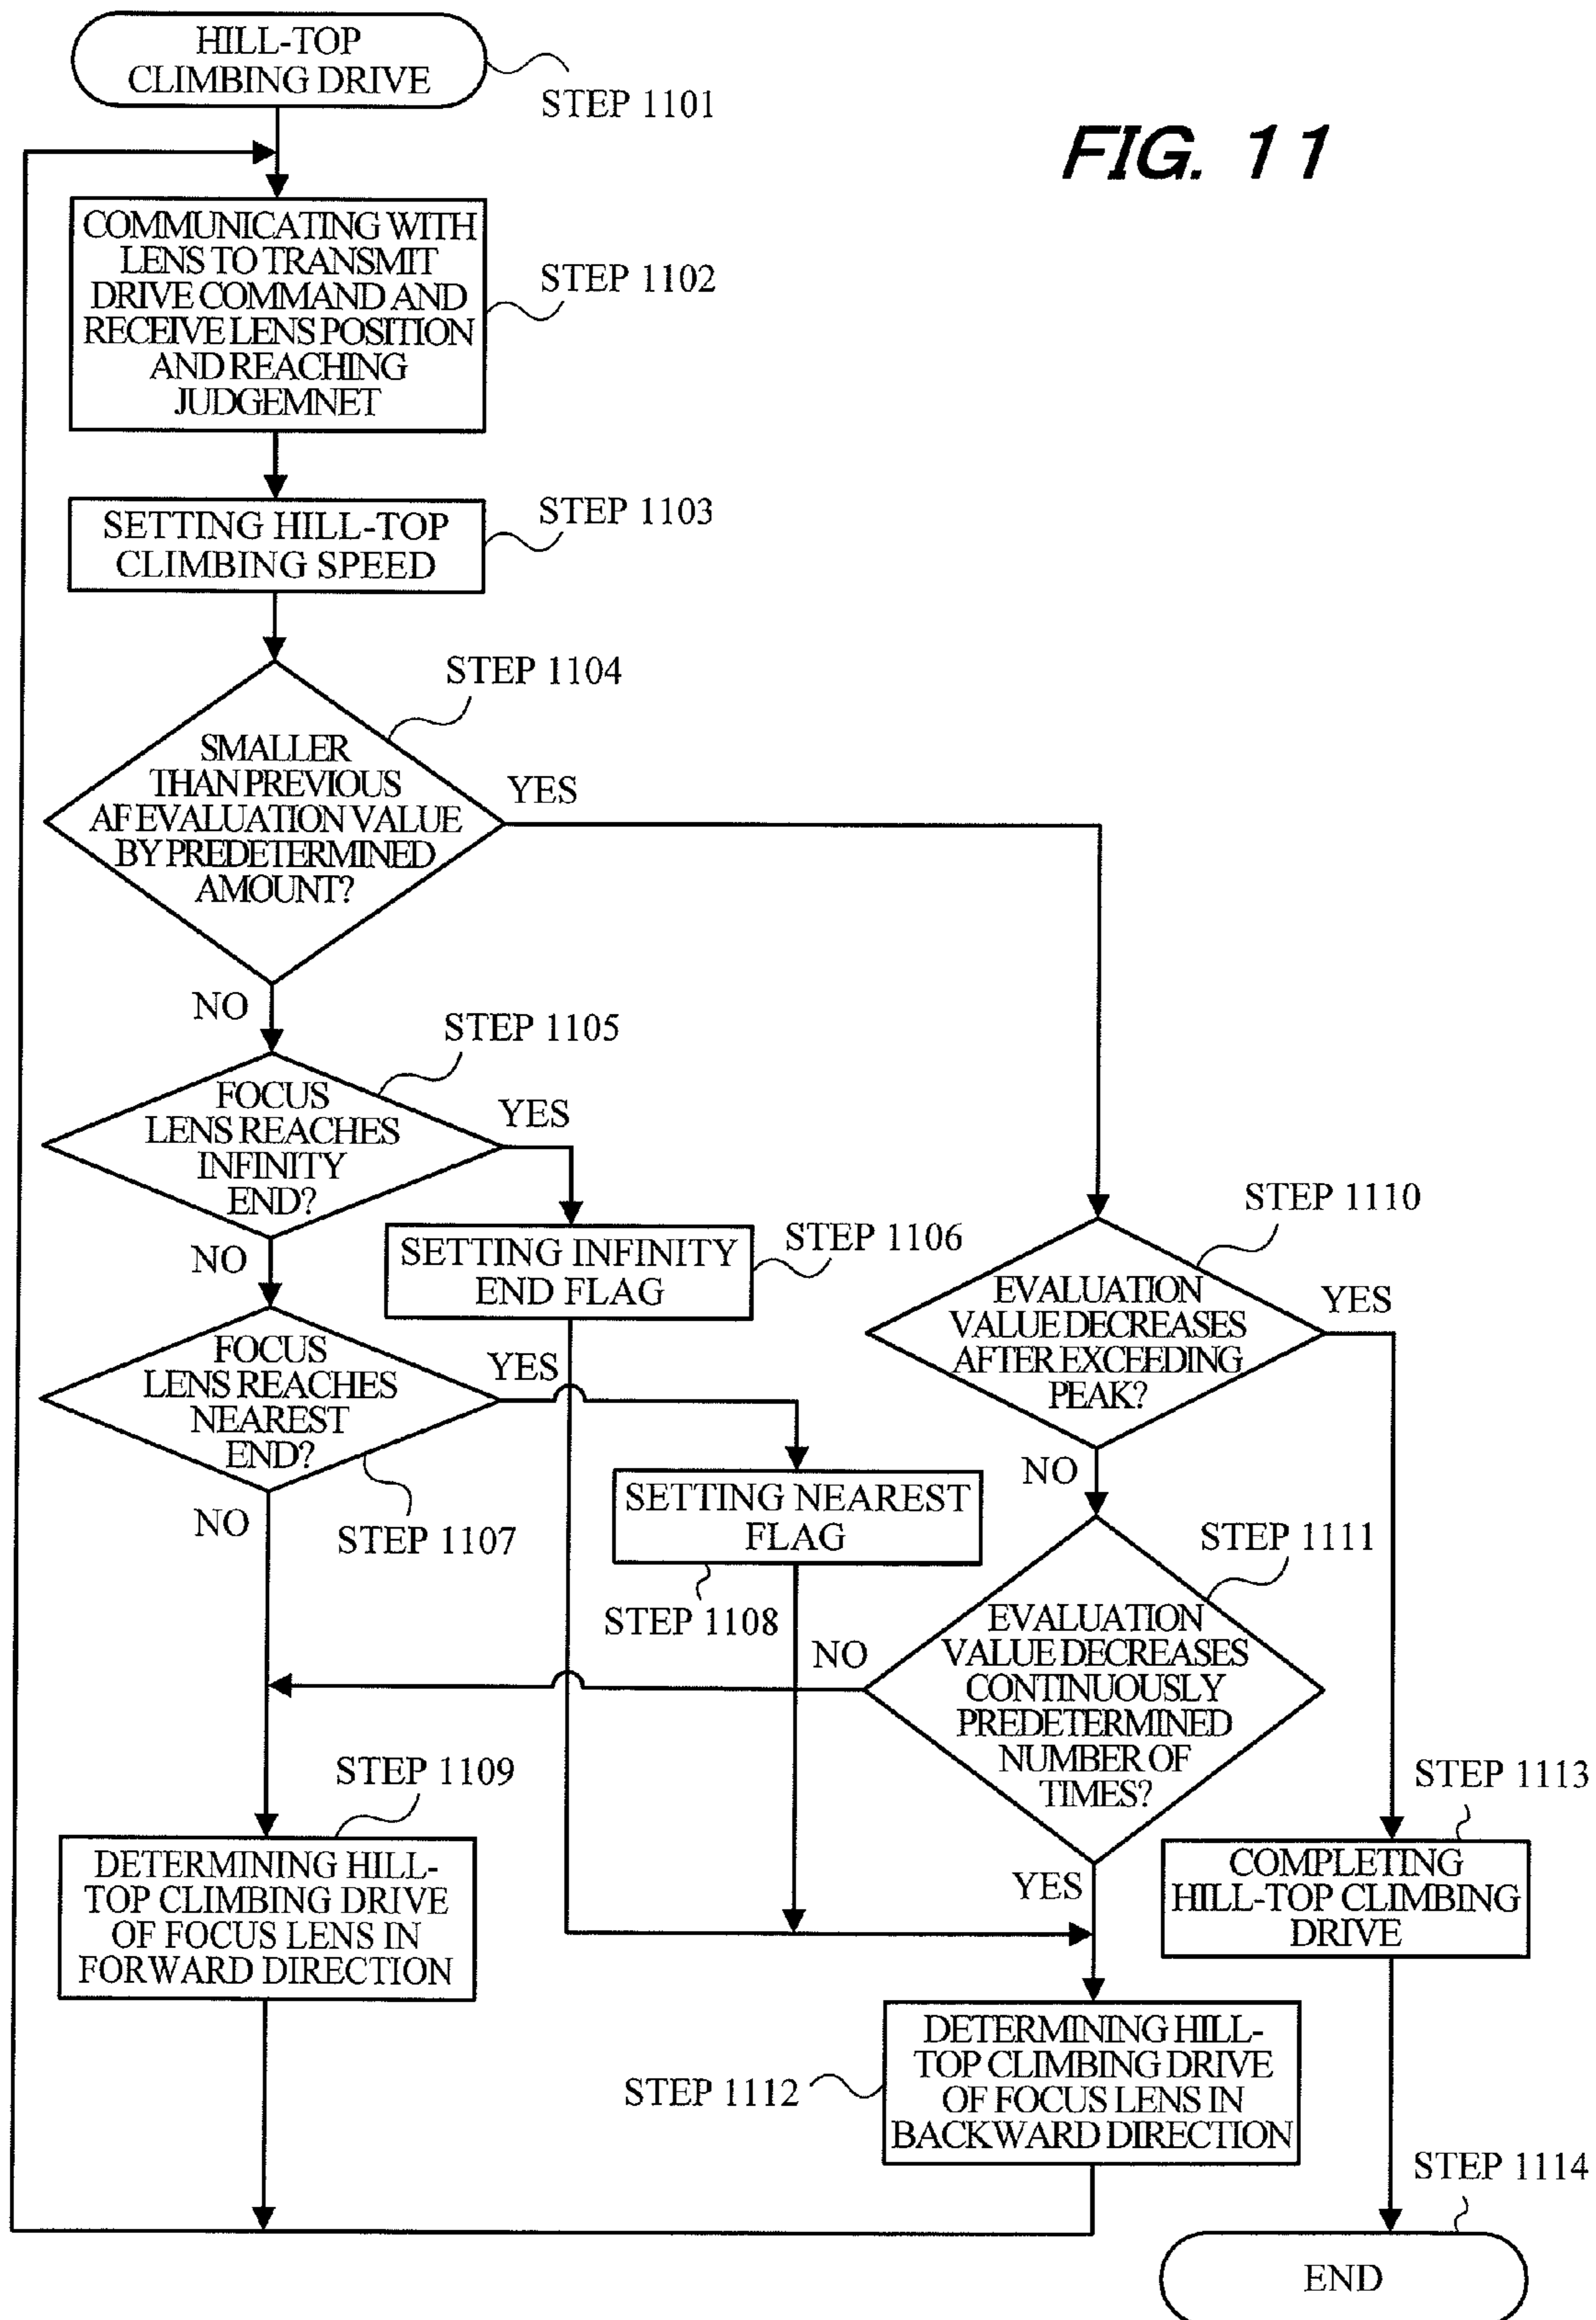 HILL-TOP
CLIMBING DRIVE
STEP 1101
FIG. 11
COMMUNICATING WITH
LENS TO TRANSMIT
DRIVE COMMAND AND
RECEIVE LENS POSITION
AND REACHING
JUDGEMNET
STEP 1102
SETTING HILL-TOP
CLIMBING SPEED
STEP 1103
STEP 1104
SMALLER
THAN PREVIOUS
AF EVALUATION VALUE
BY PREDETERMINED
AMOUNT?
YES
NO
STEP 1105
FOCUS
LENS REACHES
INFINITY
END?
YES
NO
SETTING INFINITY
END FLAG
STEP 1106
STEP 1110
EVALUATION
VALUE DECREASES
AFTER EXCEEDING
PEAK?
YES
NO
FOCUS
LENS REACHES
NEAREST
END?
YES
NO
STEP 1107
SETTING NEAREST
FLAG
STEP 1108
STEP 1111
EVALUATION
VALUE DECREASES
CONTINUOUSLY
PREDETERMINED
NUMBER OF
TIMES?
NO
YES
STEP 1109
DETERMINING HILL-
TOP CLIMBING DRIVE
OF FOCUS LENS IN
FORWARD DIRECTION
STEP 1113
COMPLETING
HILL-TOP CLIMBING
DRIVE
DETERMINING HILL-
TOP CLIMBING DRIVE
OF FOCUS LENS IN
BACKWARD DIRECTION
STEP 1112
STEP 1114
END